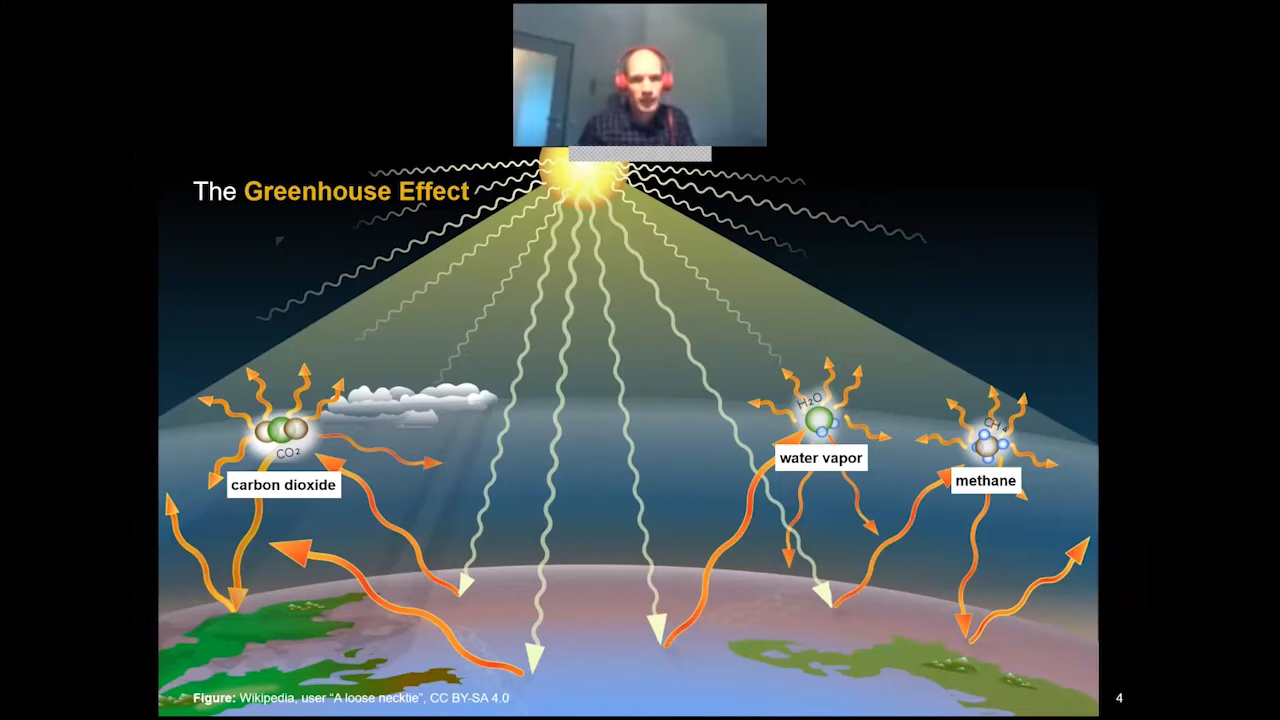 The Greenhouse Effect
H₂O
CH₄
CO₂
water vapor
methane
carbon dioxide
Figure: Wikipedia, user “A loose necktie”, CC BY-SA 4.0
4